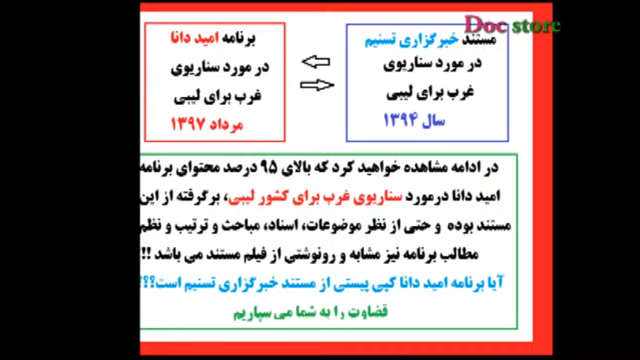 Doc store
مستند خبرگزاری تسنیم
در مورد سناریوی
غرب برای لیبی
سال ۱۳۹۴
برنامه امید دانا
در مورد سناریوی
غرب برای لیبی
مرداد ۱۳۹۷
در ادامه مشاهده خواهید کرد که بالای ۹۵ درصد محتوای برنامه
امید دانا درمورد سناریوی غرب برای کشور لیبی، برگرفته از این
مستند بوده و حتی از نظر موضوعات، اسناد، مباحث و ترتیب و نظم
مطالب برنامه نیز مشابه و رونوشتی از فیلم مستند می باشد !!!
آیا برنامه امید دانا کپی پیستی از مستند خبرگزاری تسنیم است؟؟؟!
قضاوت را به شما می سپاریم